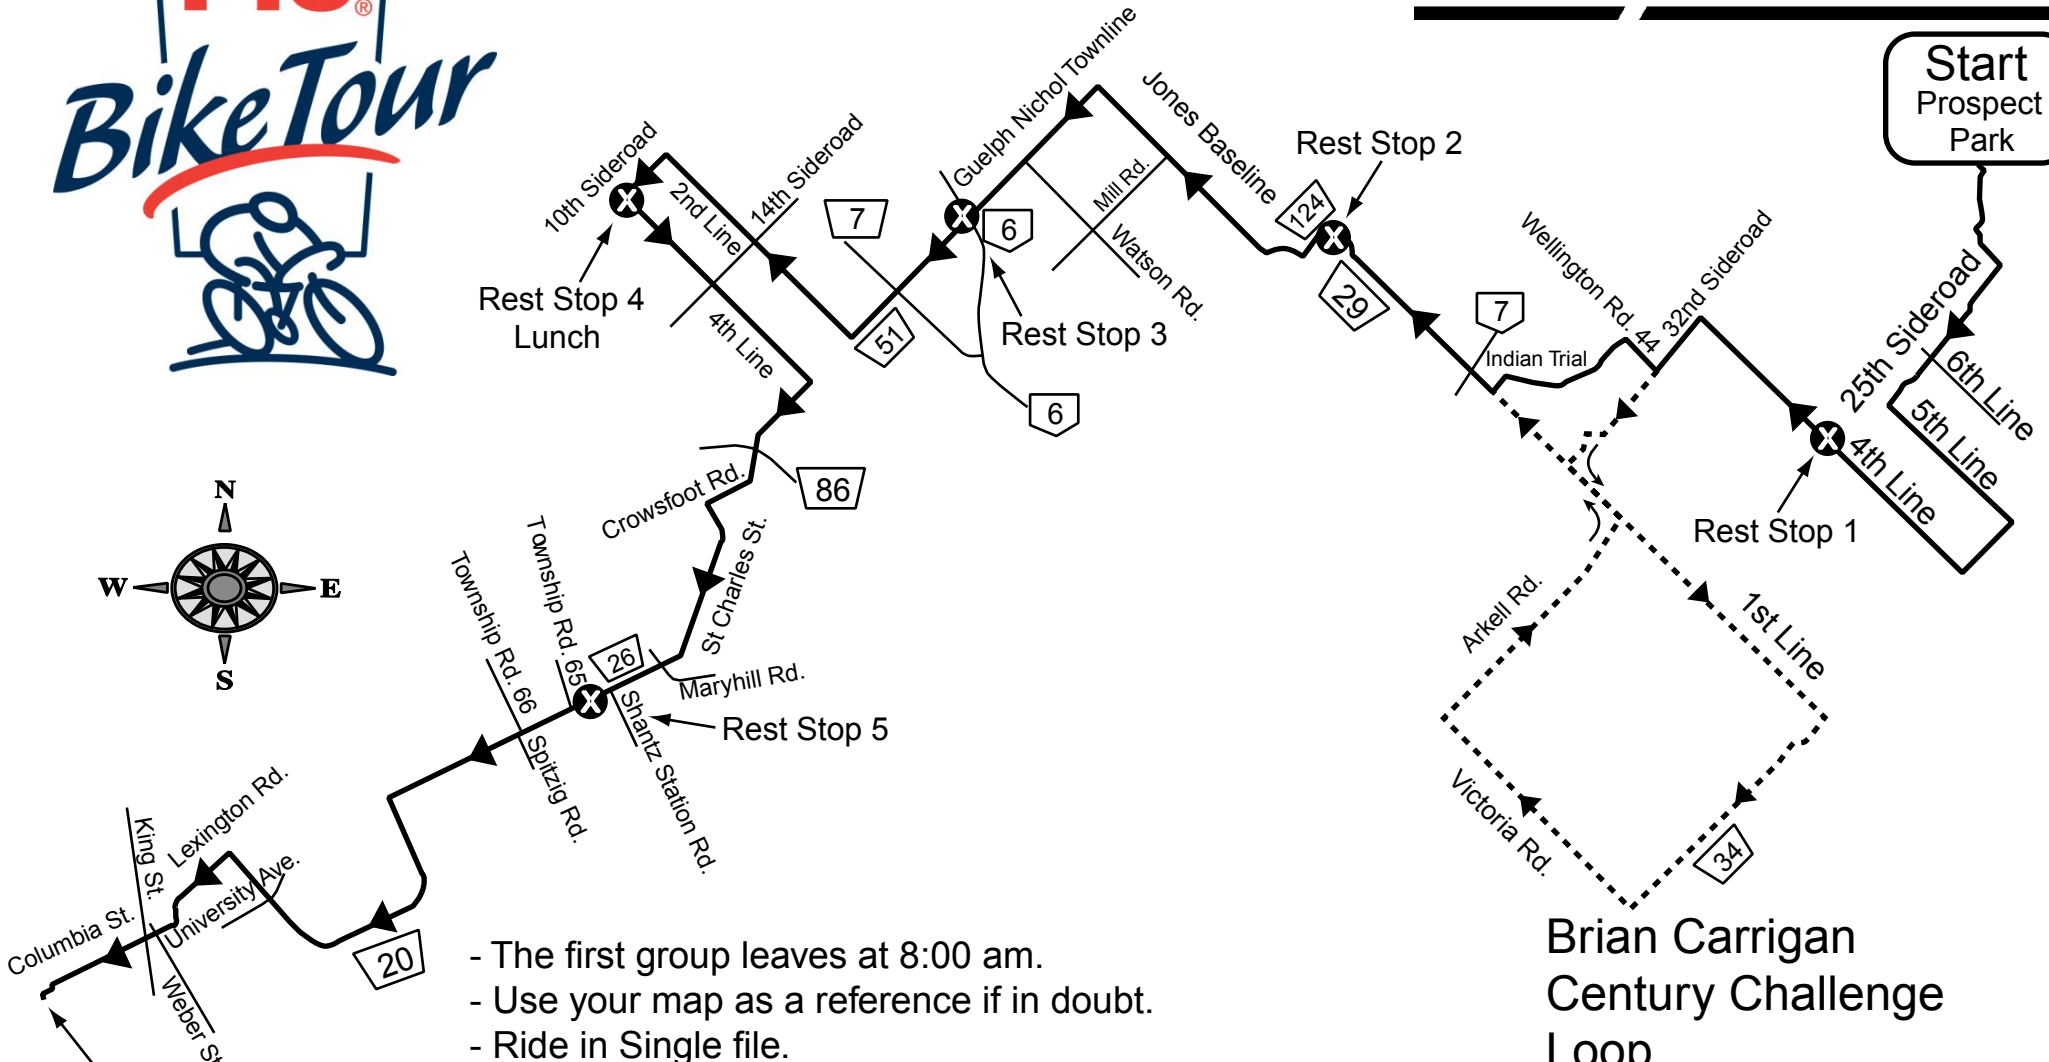 ®
Bike Tour
Start
Prospect
Park
25th Sideroad
6th Line
5th Line
4th Line
Rest Stop 1
32nd Sideroad
Wellington Rd. 44
Indian Trial
7
29
124
Rest Stop 2
Jones Baseline
Mill Rd.
Watson Rd.
Guelph Nichol Townline
6
Rest Stop 3
6
7
51
14th Sideroad
2nd Line
10th Sideroad
Rest Stop 4
Lunch
4th Line
86
Crowsfoot Rd.
St Charles St.
Maryhill Rd.
26
Rest Stop 5
Shantz Station Rd.
Township Rd. 65
Township Rd. 66
Spitzig Rd.
20
Lexington Rd.
University Ave.
King St.
Columbia St.
Weber St
N
W
E
S
1st Line
Arkell Rd.
Victoria Rd.
34
Brian Carrigan
Century Challenge
Loop
- The first group leaves at 8:00 am.
- Use your map as a reference if in doubt.
- Ride in Single file.